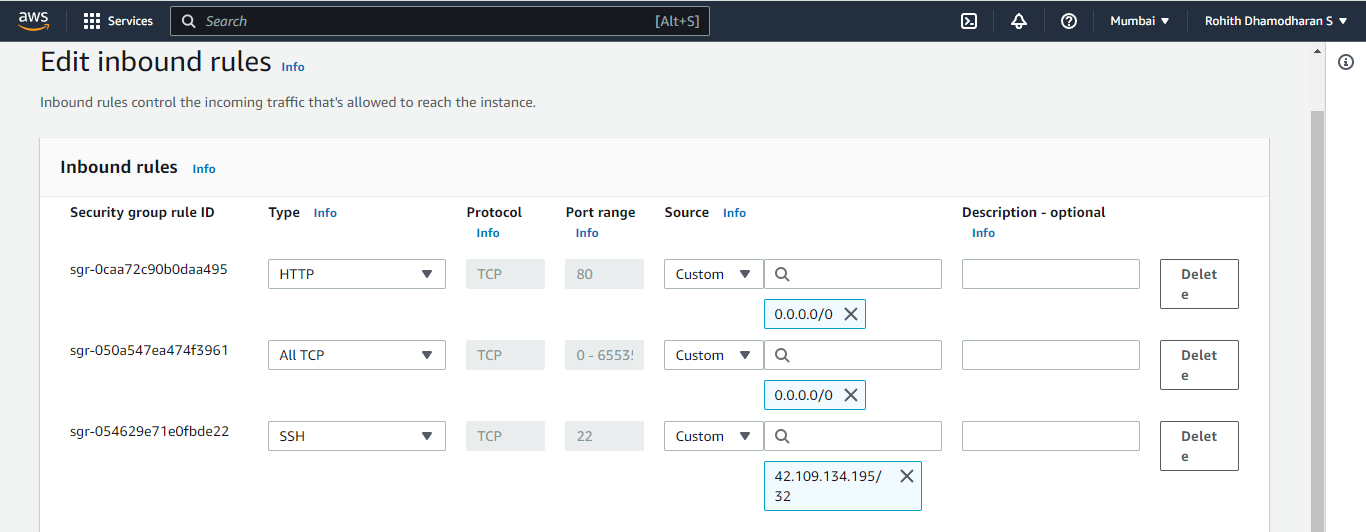 aws Services Search [Alt+S] Mumbai Rohith Dhamodharan S
Edit inbound rules Info
Inbound rules control the incoming traffic that's allowed to reach the instance.
Inbound rules Info
Security group rule ID Type Info Protocol Port range Source Info Description - optional
Info Info Info
sgr-0caa72c90b0daa495 HTTP TCP 80 Custom Delet
e
0.0.0.0/0
sgr-050a547ea474f3961 All TCP TCP 0 - 65535 Custom Delet
e
0.0.0.0/0
sgr-054629e71e0fbde22 SSH TCP 22 Custom Delet
e
42.109.134.195/
32